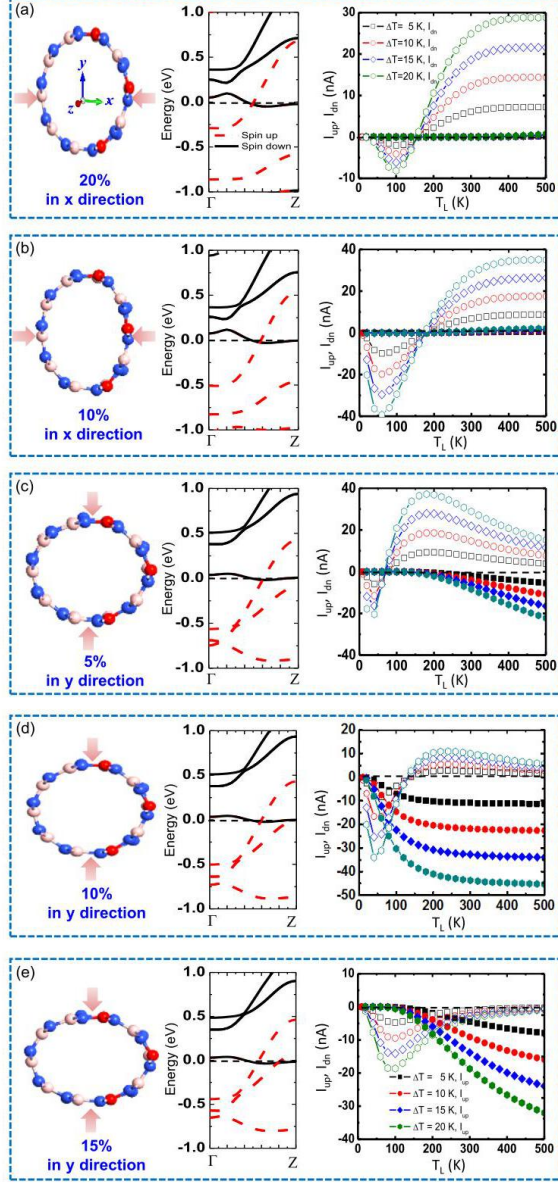 (a)
y
z
x
20%
in x direction
Energy (eV)
1.0
0.5
0.0
-0.5
-1.0
Spin up
Spin down
Γ
Z
I_up, I_dn (nA)
30
20
10
0
-10
ΔT= 5 K, I_dn
ΔT=10 K, I_dn
ΔT=15 K, I_dn
ΔT=20 K, I_dn
0 100 200 300 400 500
T_L (K)
(b)
10%
in x direction
Energy (eV)
1.0
0.5
0.0
-0.5
-1.0
Γ
Z
I_up, I_dn (nA)
40
20
0
-20
-40
0 100 200 300 400 500
T_L (K)
(c)
5%
in y direction
Energy (eV)
1.0
0.5
0.0
-0.5
-1.0
Γ
Z
I_up, I_dn (nA)
40
20
0
20
40
0 100 200 300 400 500
T_L (K)
(d)
10%
in y direction
Energy (eV)
1.0
0.5
0.0
-0.5
-1.0
Γ
Z
I_up, I_dn (nA)
30
20
10
0
-10
-20
-30
-40
-50
0 100 200 300 400 500
T_L (K)
(e)
15%
in y direction
Energy (eV)
1.0
0.5
0.0
-0.5
-1.0
Γ
Z
I_up, I_dn (nA)
10
0
-10
-20
-30
-40
ΔT = 5 K, I_up
ΔT = 10 K, I_up
ΔT = 15 K, I_up
ΔT = 20 K, I_up
0 100 200 300 400 500
T_L (K)